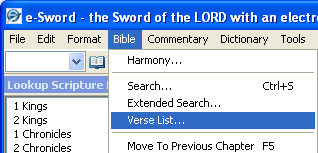 e-Sword - the Sword of the LORD with an electro
File Edit Format Bible Commentary Dictionary Tools
Lookup Scripture
Harmony...
1 Kings
2 Kings
1 Chronicles
2 Chronicles
Search... Ctrl+S
Extended Search...
Verse List...
Move To Previous Chapter F5